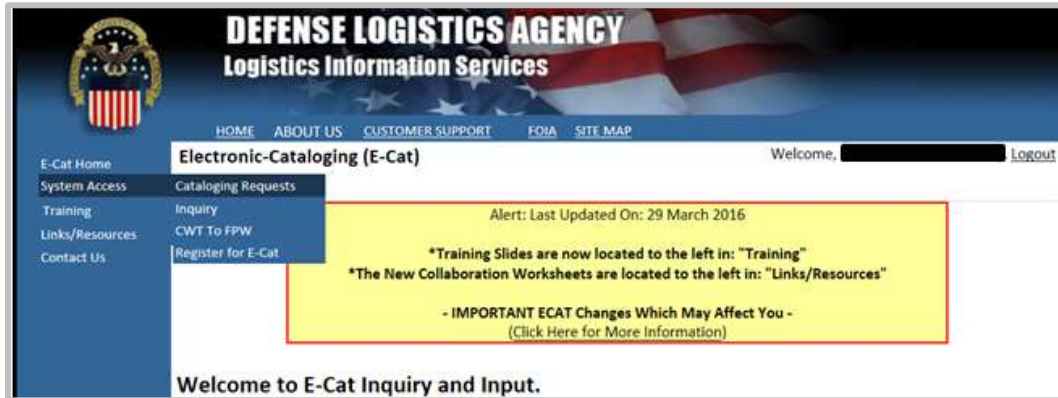 DEFENSE LOGISTICS AGENCY
Logistics Information Services
HOME ABOUT US CUSTOMER SUPPORT FOIA SITE MAP
Electronic-Cataloging (E-Cat)
Welcome, Logout
E-Cat Home
System Access
Training
Links/Resources
Contact Us
Cataloging Requests
Inquiry
CWT To FPW
Register for E-Cat
Alert: Last Updated On: 29 March 2016
*Training Slides are now located to the left in: "Training"
*The New Collaboration Worksheets are located to the left in: "Links/Resources"
- IMPORTANT ECAT Changes Which May Affect You -
(Click Here for More Information)
Welcome to E-Cat Inquiry and Input.